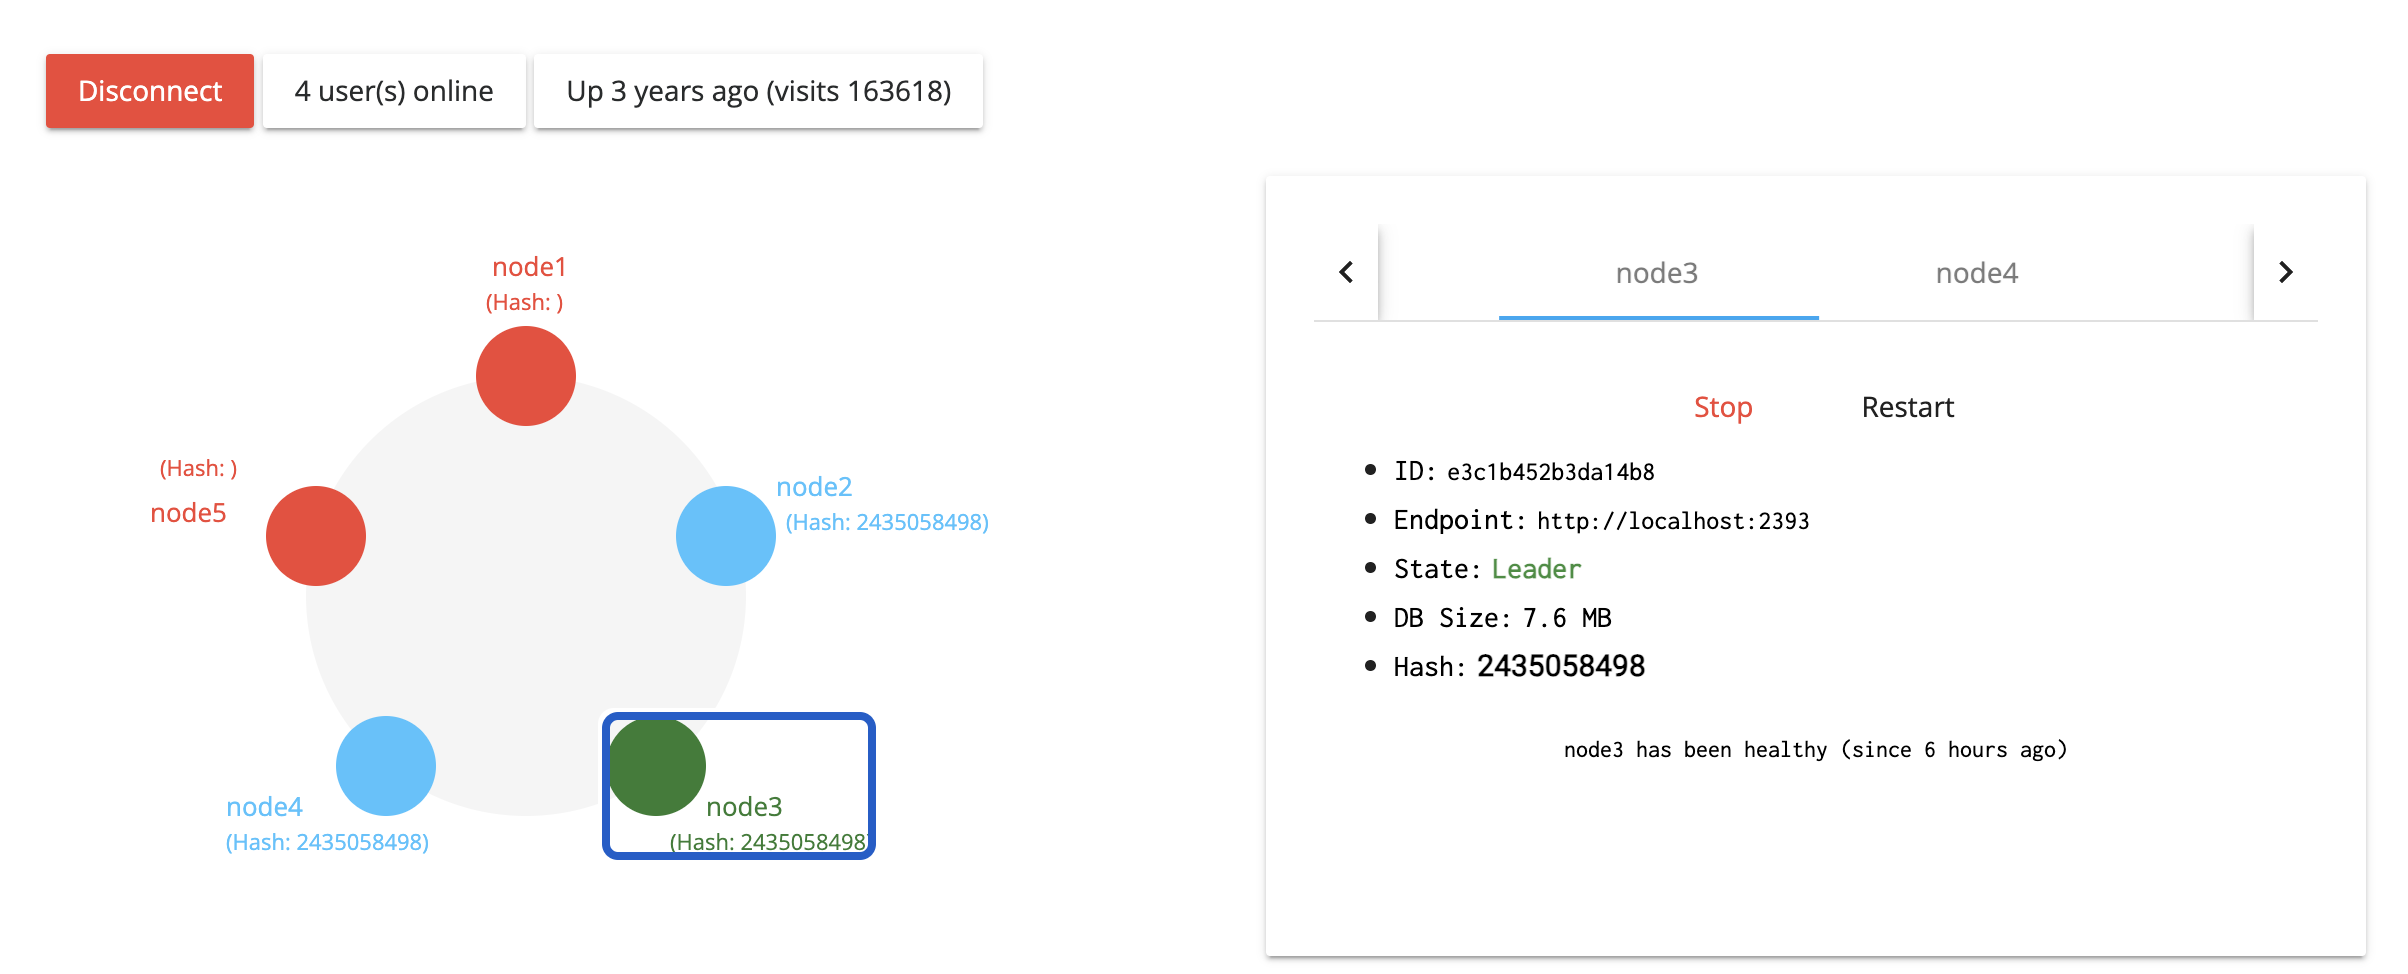 Disconnect
4 user(s) online
Up 3 years ago (visits 163618)
node1
(Hash: )
(Hash: )
node5
node2
(Hash: 2435058498)
node4
(Hash: 2435058498)
node3
(Hash: 2435058498)
node3
node4
Stop
Restart
ID: e3c1b452b3da14b8
Endpoint: http://localhost:2393
State: Leader
DB Size: 7.6 MB
Hash: 2435058498
node3 has been healthy (since 6 hours ago)